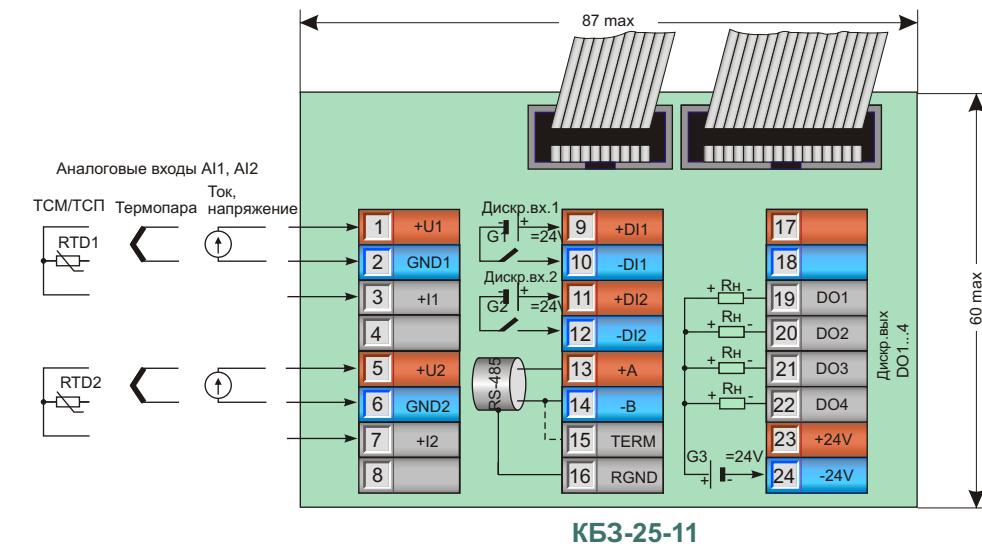 87 max
60 max
Аналоговые входы AI1, AI2
ТСМ/ТСП
Термопара
Ток,
напряжение
RTD1
RTD2
1 +U1
2 GND1
3 +I1
4
5 +U2
6 GND2
7 +I2
8
Дискр.вх.1
- +
G1 =24V
Дискр.вх.2
- +
G2 =24V
RS-485
9 +DI1
10 -DI1
11 +DI2
12 -DI2
13 +A
14 -B
15 TERM
16 RGND
+ Rн -
+ Rн -
+ Rн -
+ Rн -
G3 =24V
+ -
17
18
19 DO1
20 DO2
21 DO3
22 DO4
23 +24V
24 -24V
Дискр.вых
DO1...4
КБЗ-25-11